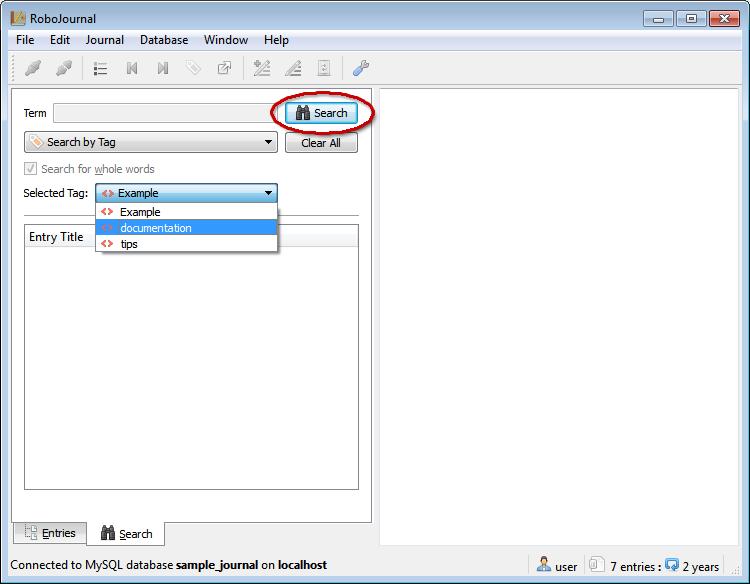 RoboJournal
File Edit Journal Database Window Help
Term Search
Search by Tag Clear All
Search for whole words
Selected Tag: Example
Example
documentation
tips
Entry Title
Entries Search
Connected to MySQL database sample_journal on localhost user 7 entries : 2 years